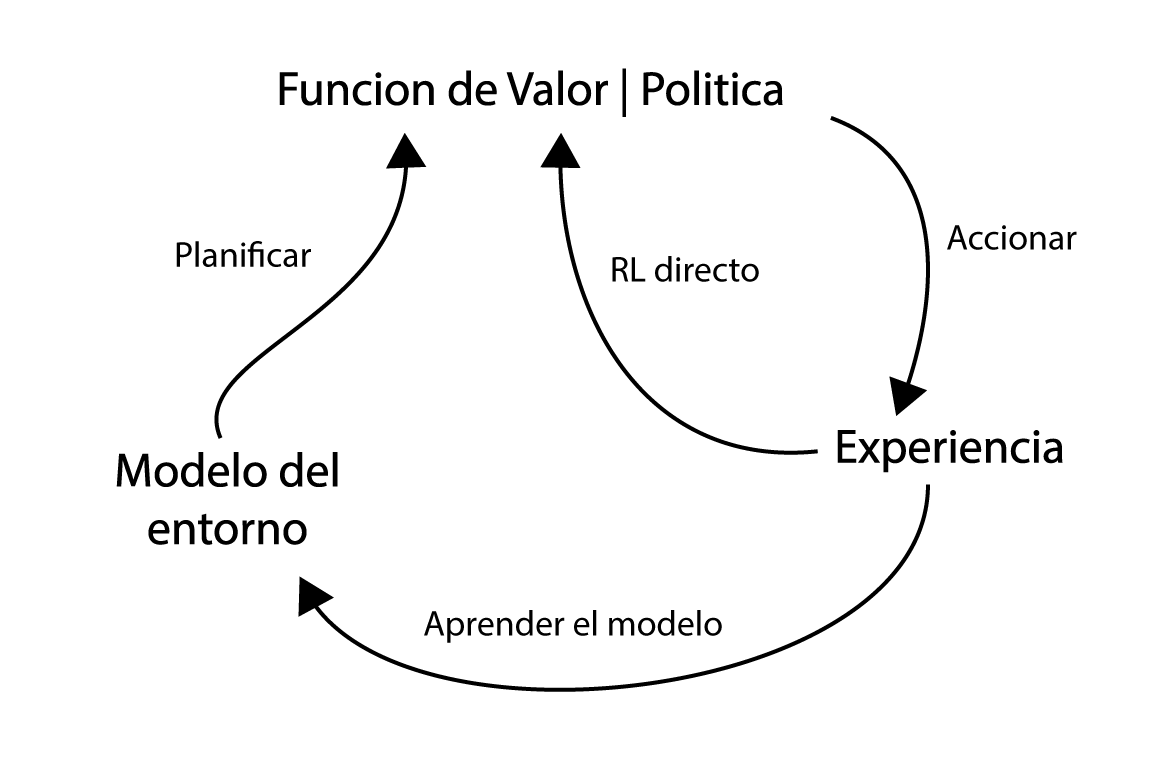 Funcion de Valor | Politica
Planificar
RL directo
Accionar
Modelo del
entorno
Experiencia
Aprender el modelo